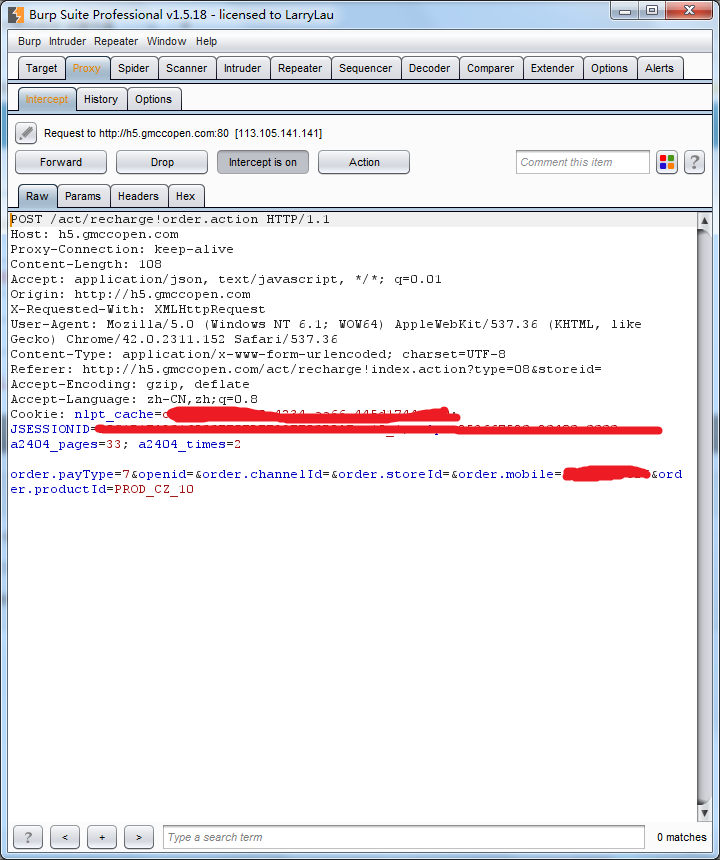 Burp Suite Professional v1.5.18 - licensed to LarryLau
Burp Intruder Repeater Window Help
Target Proxy Spider Scanner Intruder Repeater Sequencer Decoder Comparer Extender Options Alerts
Intercept History Options
Request to http://h5.gmccopen.com:80 [113.105.141.141]
Forward Drop Intercept is on Action Comment this item ?
Raw Params Headers Hex
POST /act/recharge!order.action HTTP/1.1
Host: h5.gmccopen.com
Proxy-Connection: keep-alive
Content-Length: 108
Accept: application/json, text/javascript, */*; q=0.01
Origin: http://h5.gmccopen.com
X-Requested-With: XMLHttpRequest
User-Agent: Mozilla/5.0 (Windows NT 6.1; WOW64) AppleWebKit/537.36 (KHTML, like
Gecko) Chrome/42.0.2311.152 Safari/537.36
Content-Type: application/x-www-form-urlencoded; charset=UTF-8
Referer: http://h5.gmccopen.com/act/recharge!index.action?type=08&storeid=
Accept-Encoding: gzip, deflate
Accept-Language: zh-CN,zh;q=0.8
Cookie: nlpt_cache=
JSESSIONID=
a2404_pages=33; a2404_times=2
order.payType=7&openid=&order.channelId=&order.storeId=&order.mobile= &ord
er.productId=PROD_CZ_10
? < + > Type a search term 0 matches